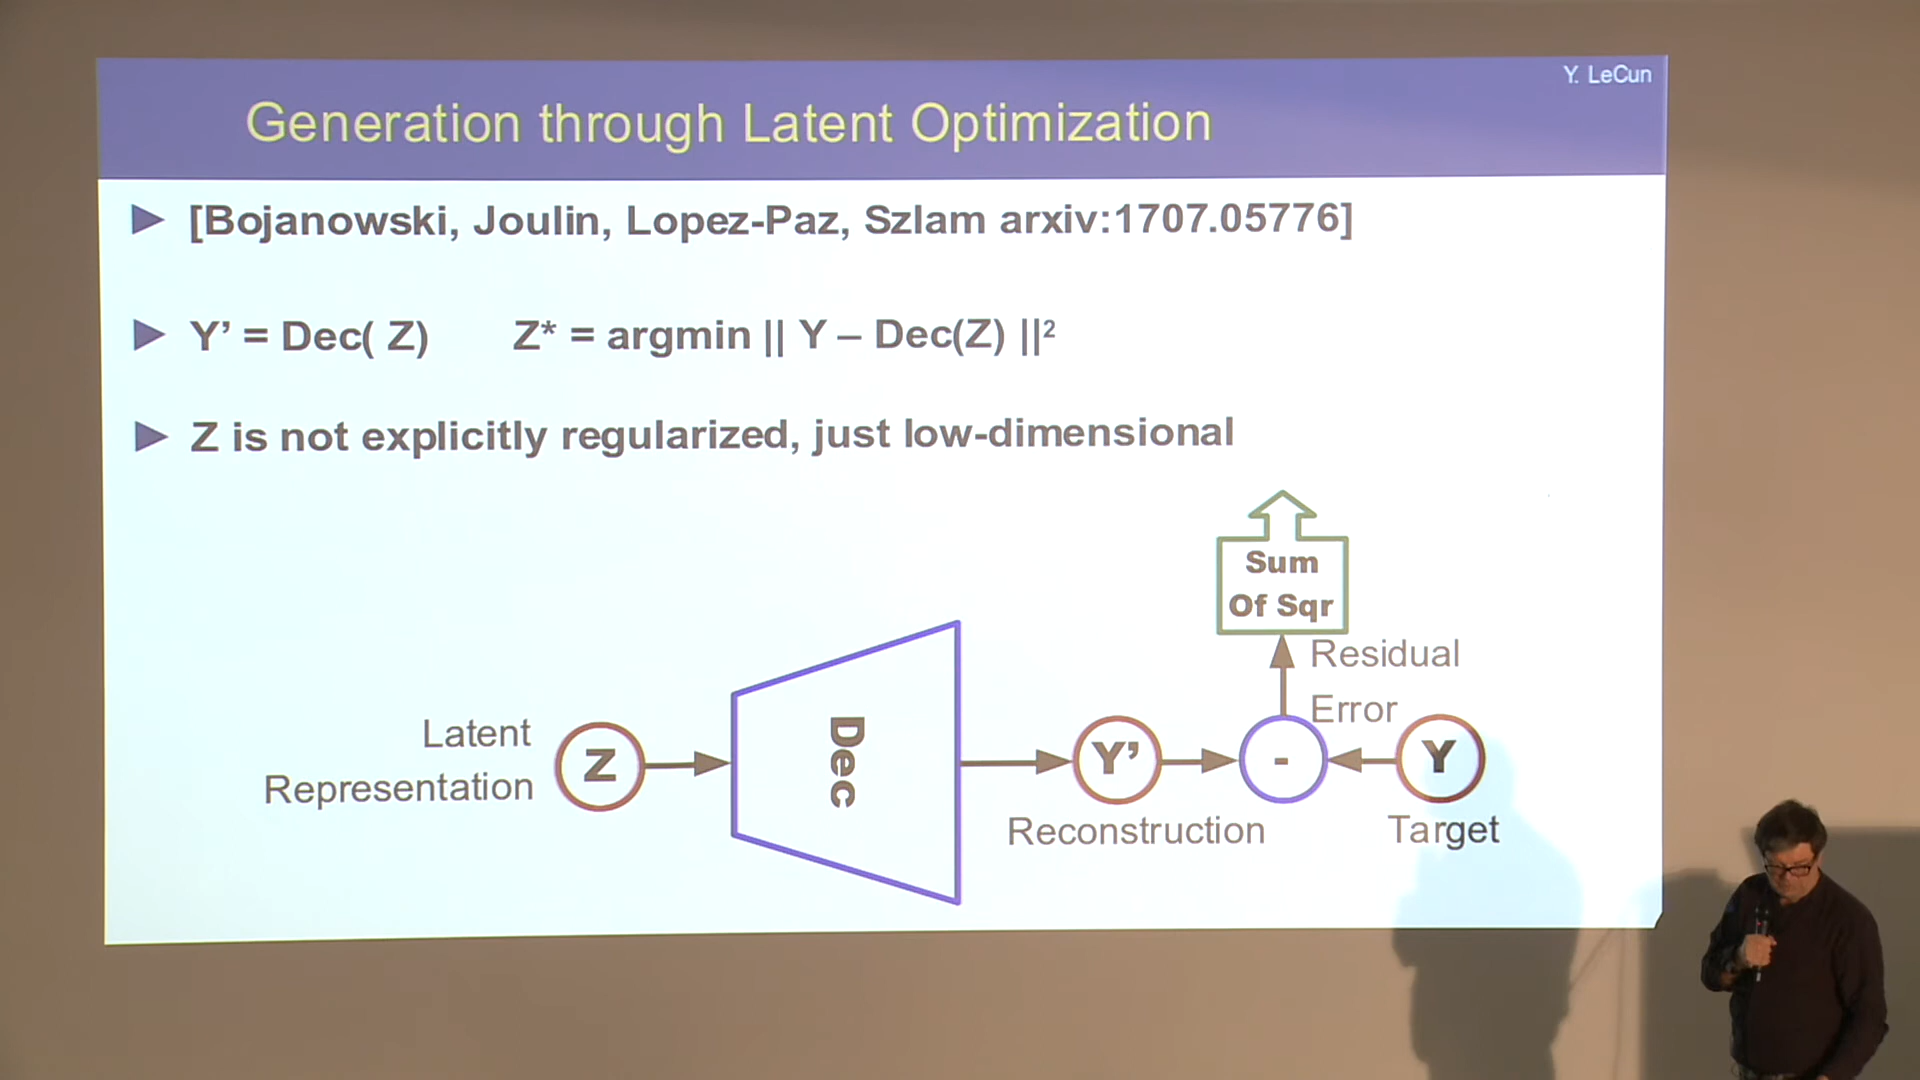 Y. LeCun
Generation through Latent Optimization
[Bojanowski, Joulin, Lopez-Paz, Szlam arxiv:1707.05776]
Y’ = Dec( Z) Z* = argmin || Y – Dec(Z) ||²
Z is not explicitly regularized, just low-dimensional
Sum
Of Sqr
Residual
Error
Latent
Representation
Z
Dec
Y’
-
Y
Reconstruction
Target